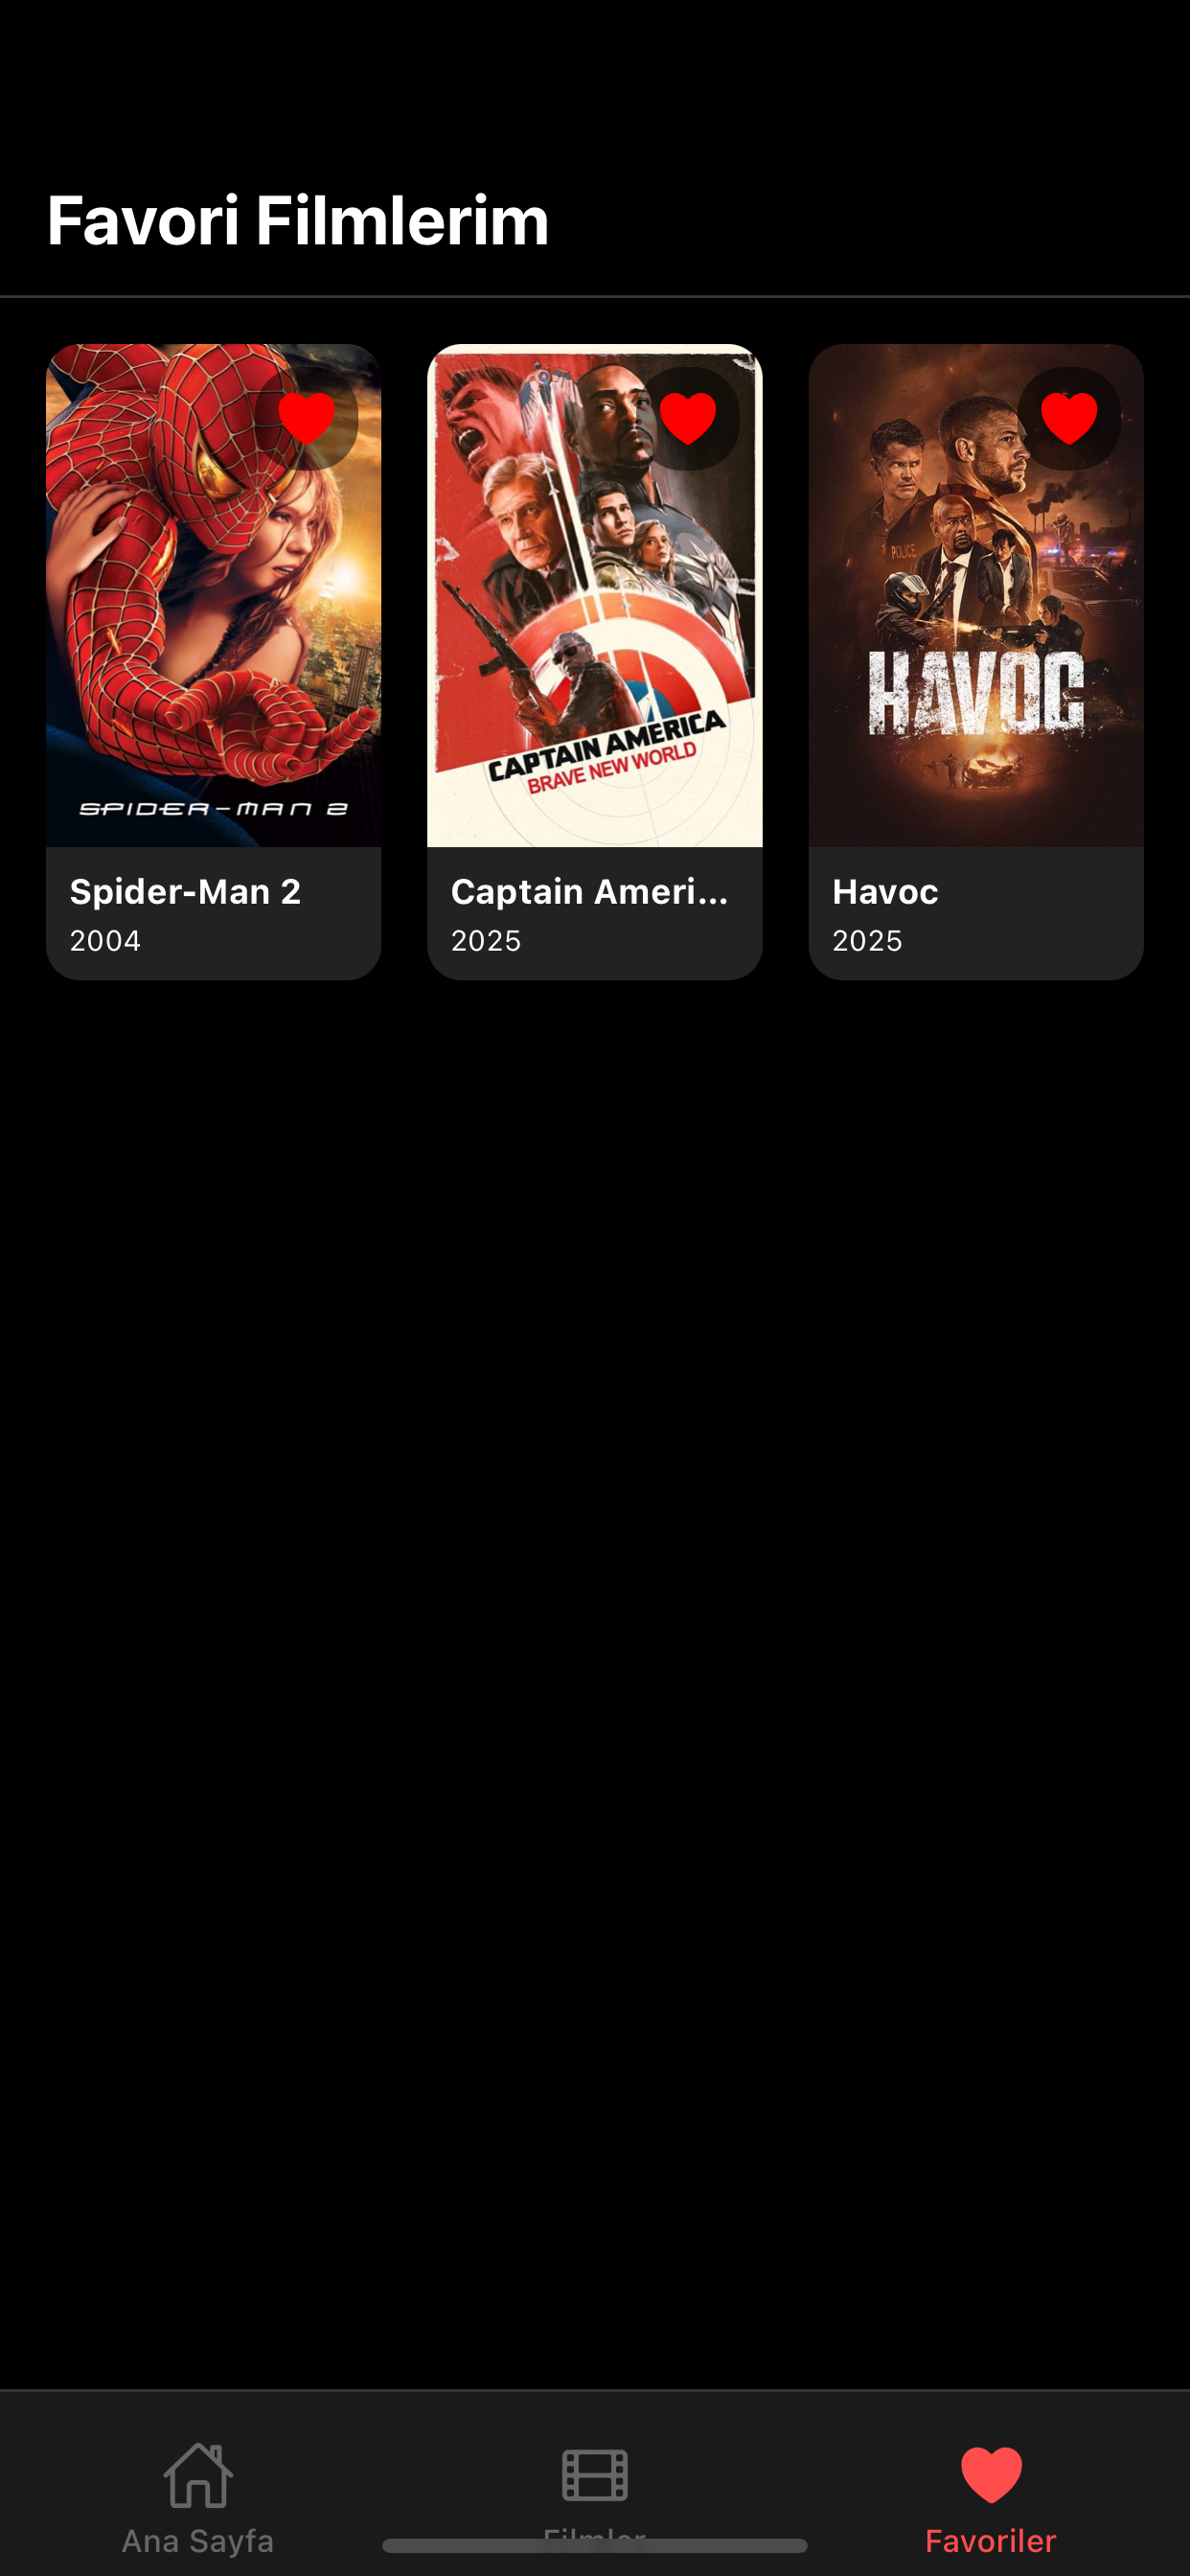 Favori Filmlerim
POLICE
CAPTAIN AMERICA
BRAVE NEW WORLD
HAVOC
SPIDER-MAN 2
Spider-Man 2
Captain Ameri...
Havoc
2004
2025
2025
Ana Sayfa
Filmler
Favoriler